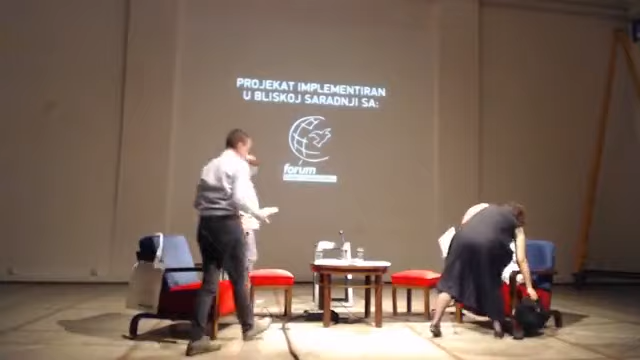 PROJEKAT IMPLEMENTIRAN
U BLISKOJ SARADNJI SA:
forum